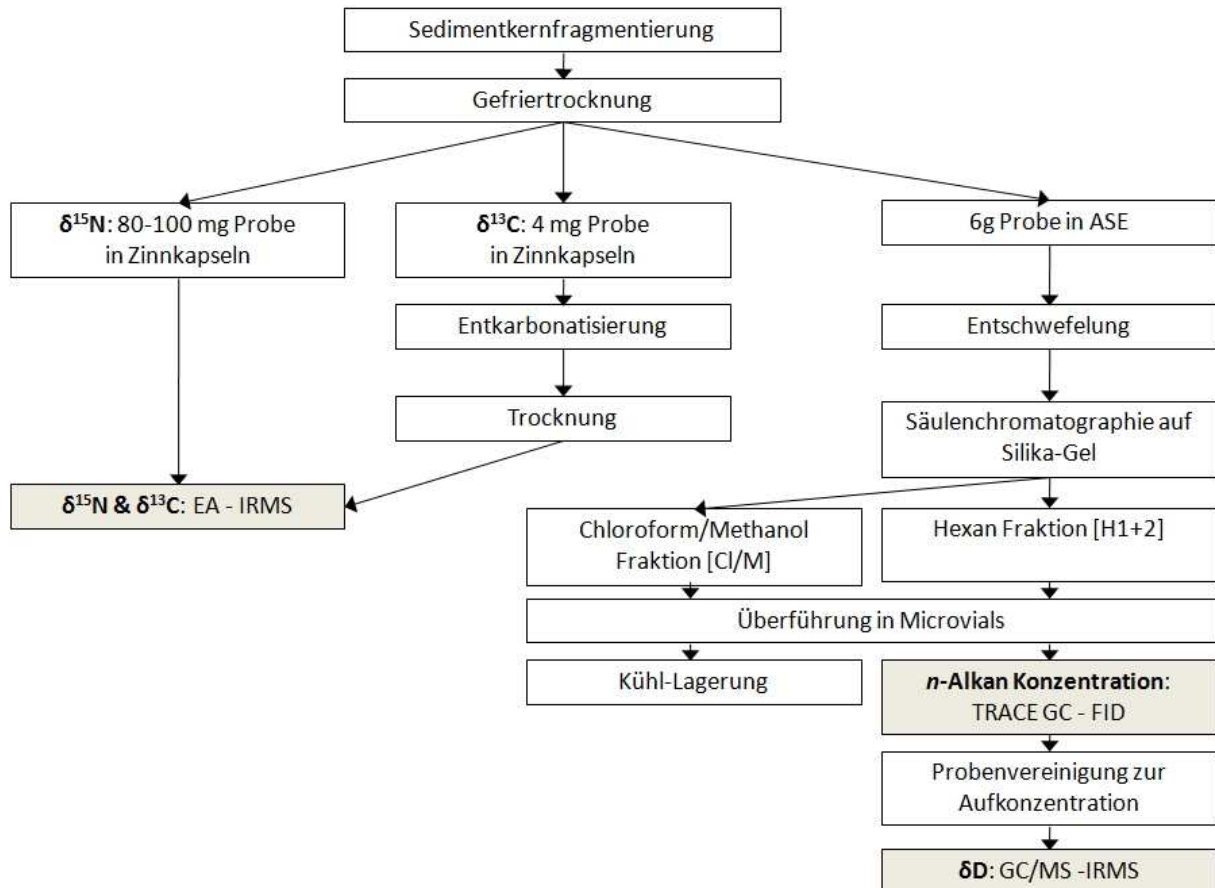 Sedimentkernfragmentierung
Gefriertrocknung
δ¹⁵N: 80-100 mg Probe
in Zinnkapseln
δ¹³C: 4 mg Probe
in Zinnkapseln
6g Probe in ASE
Entkarbonatisierung
Entschwefelung
Trocknung
Säulenchromatographie auf
Silika-Gel
δ¹⁵N & δ¹³C: EA - IRMS
Chloroform/Methanol
Fraktion [Cl/M]
Hexan Fraktion [H1+2]
Überführung in Microvials
Kühl-Lagerung
n-Alkan Konzentration:
TRACE GC - FID
Probenvereinigung zur
Aufkonzentration
δD: GC/MS -IRMS